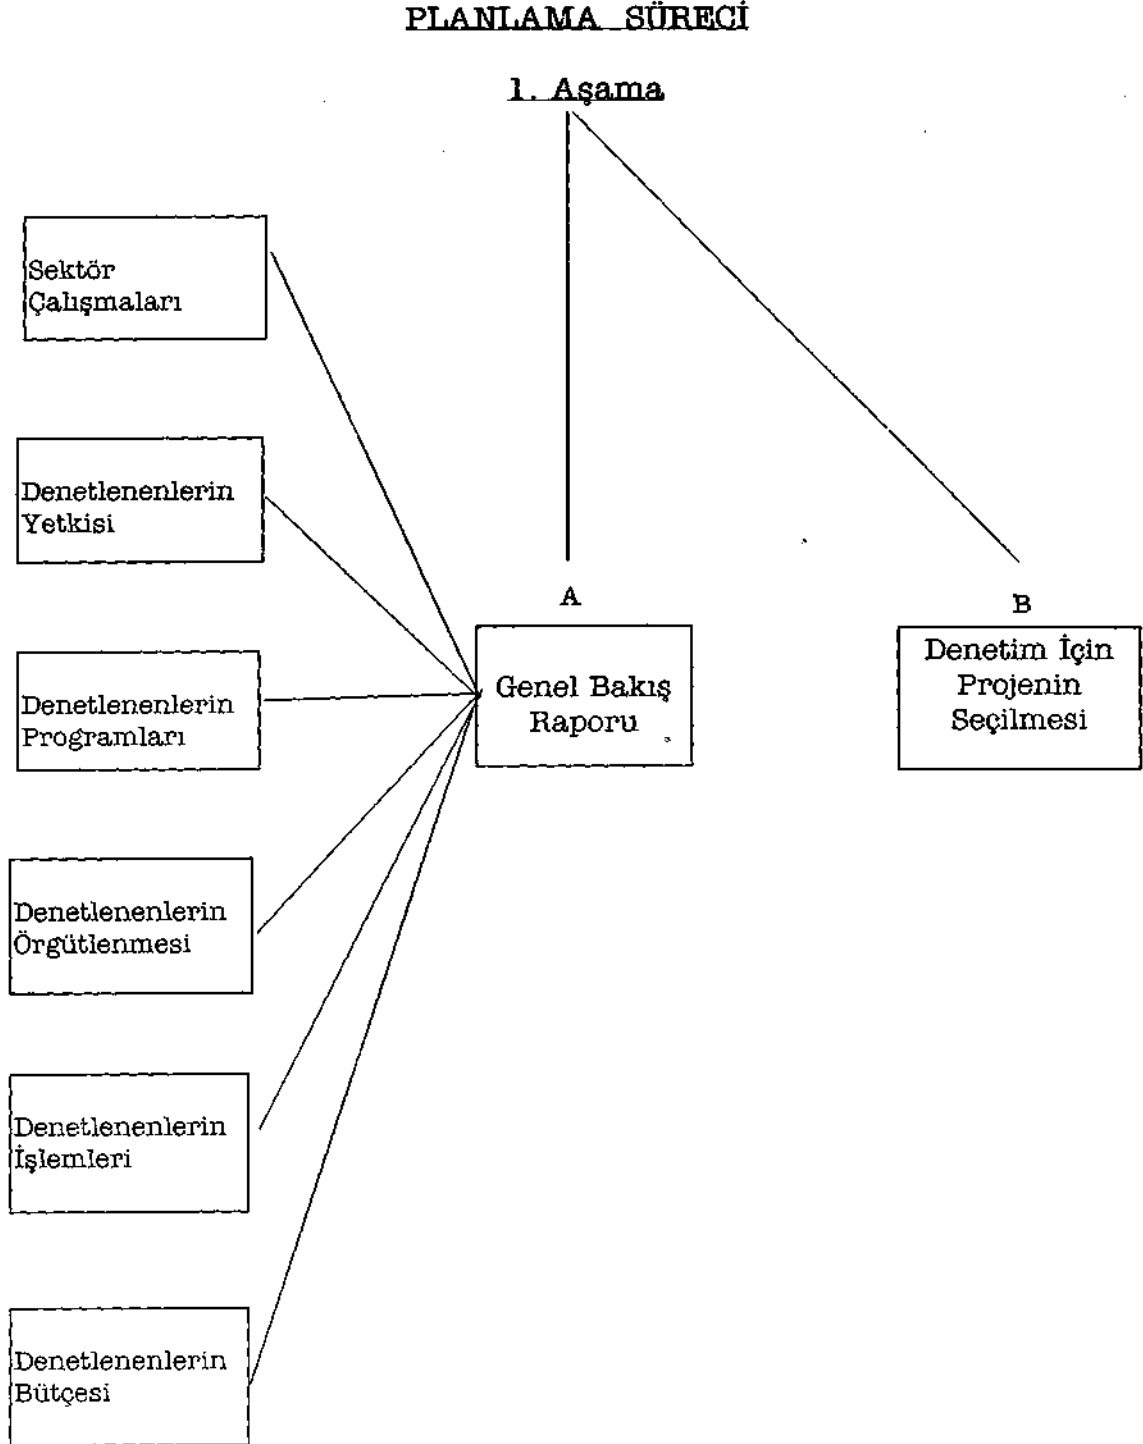 PLANLAMA SÜRECİ
1. Aşama
Sektör
Çalışmaları
Denetlenenlerin
Yetkisi
Denetlenenlerin
Programları
Denetlenenlerin
Örgütlenmesi
Denetlenenlerin
İşlemleri
Denetlenenlerin
Bütçesi
A
Genel Bakış
Raporu
B
Denetim İçin
Projenin
Seçilmesi